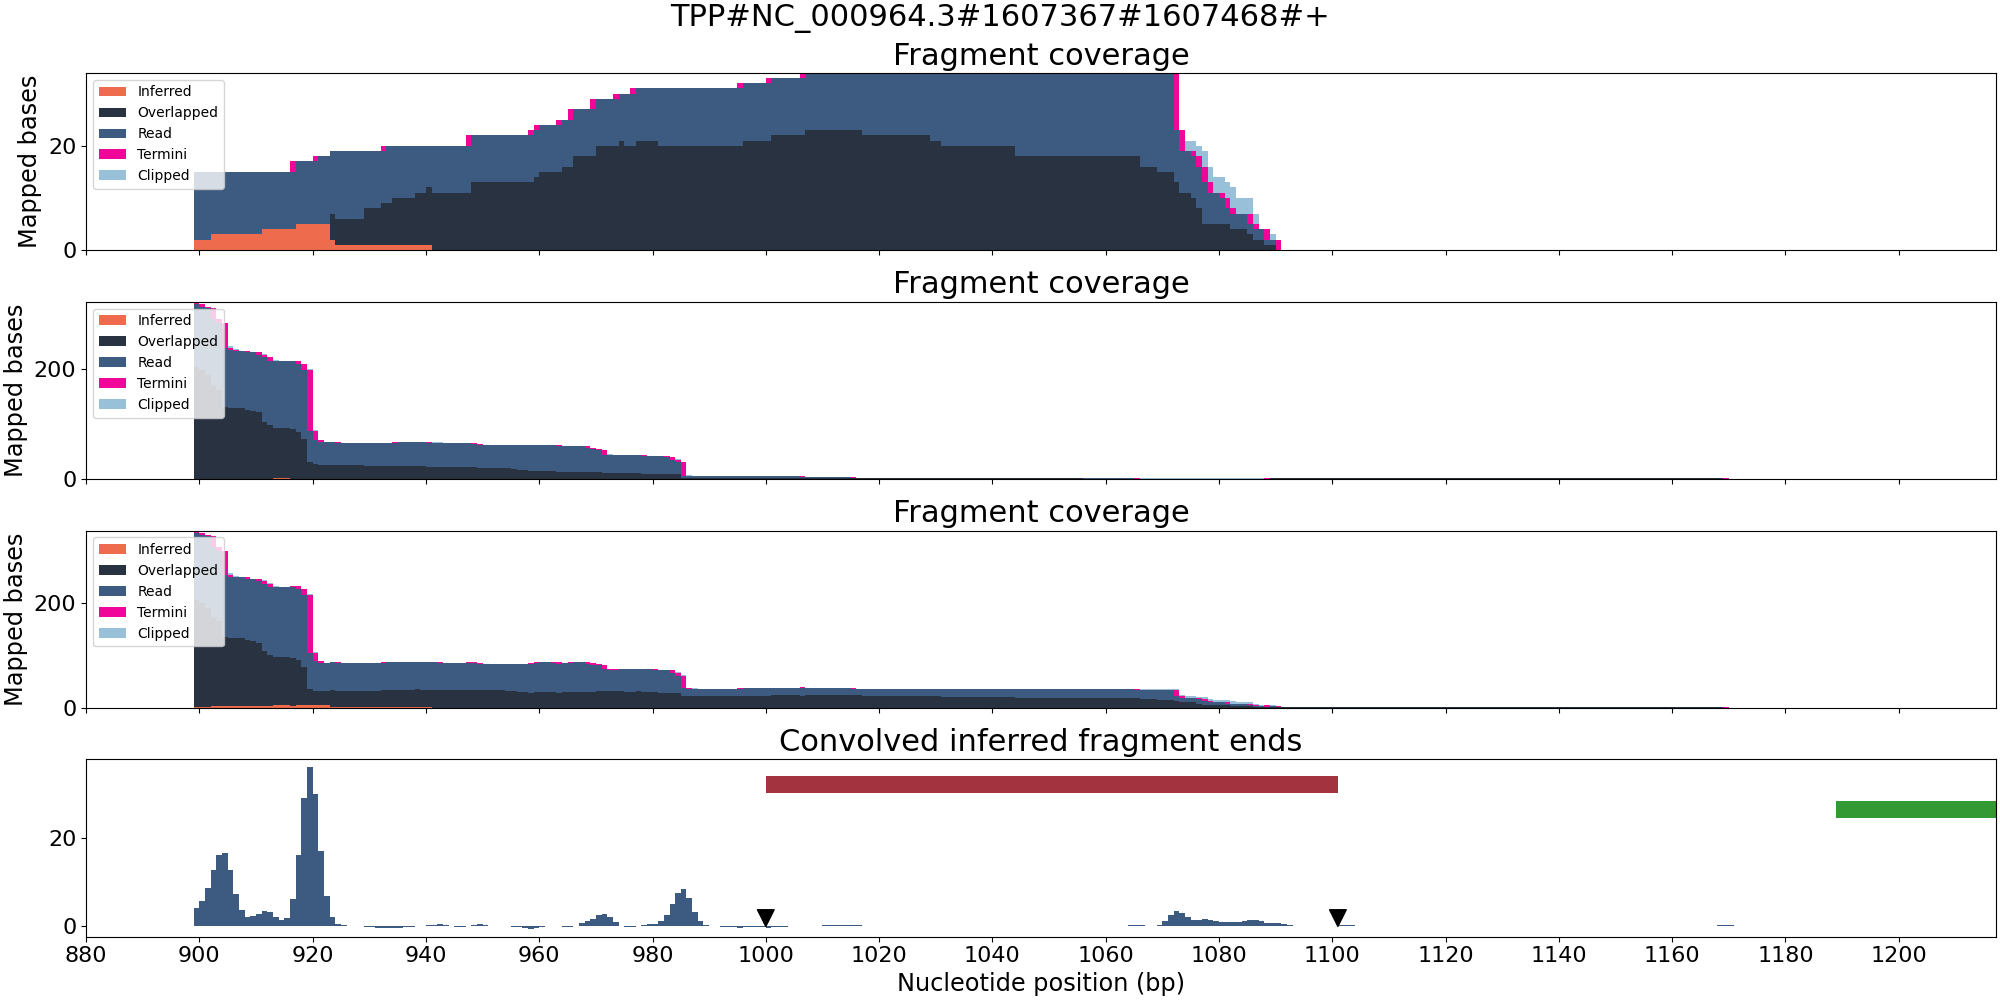 TPP#NC_000964.3#1607367#1607468#+
Fragment coverage
Mapped bases
20
0
Inferred
Overlapped
Read
Termini
Clipped
Fragment coverage
Mapped bases
200
0
Inferred
Overlapped
Read
Termini
Clipped
Fragment coverage
Mapped bases
200
0
Inferred
Overlapped
Read
Termini
Clipped
Convolved inferred fragment ends
20
0
880 900 920 940 960 980 1000 1020 1040 1060 1080 1100 1120 1140 1160 1180 1200
Nucleotide position (bp)